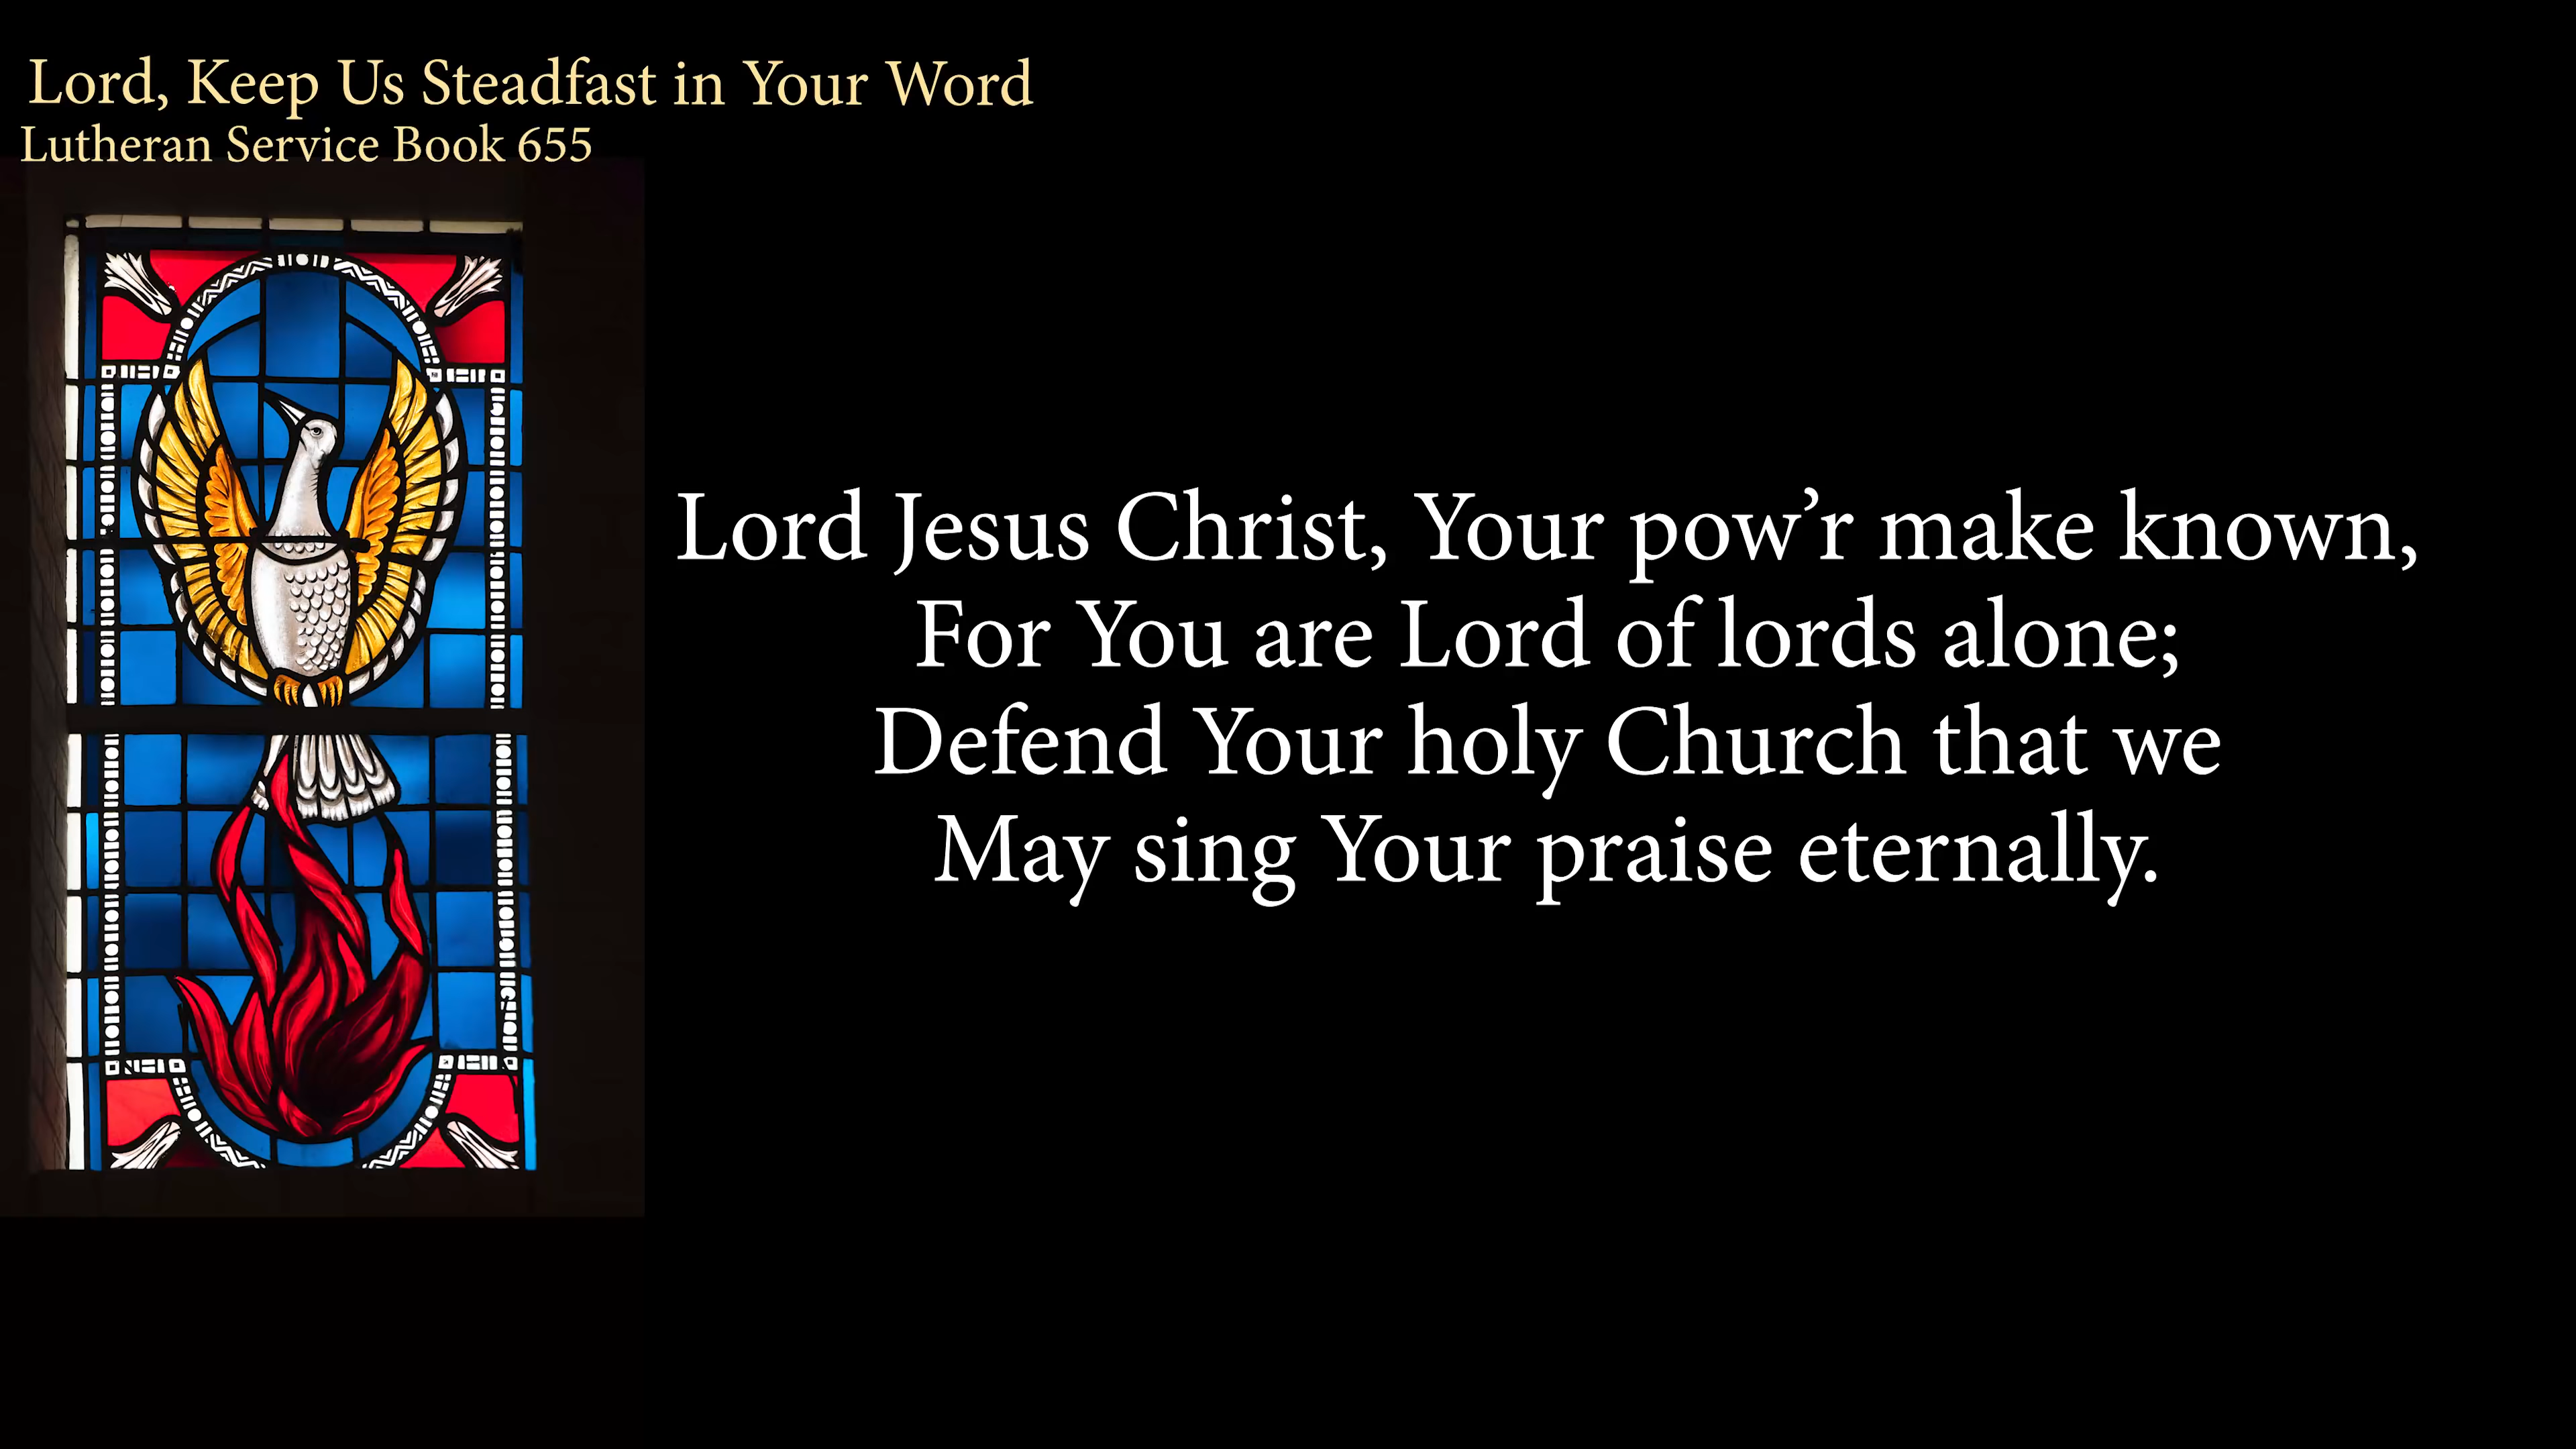 Lord, Keep Us Steadfast in Your Word
Lutheran Service Book 655
Lord Jesus Christ, Your pow’r make known,
For You are Lord of lords alone;
Defend Your holy Church that we
May sing Your praise eternally.